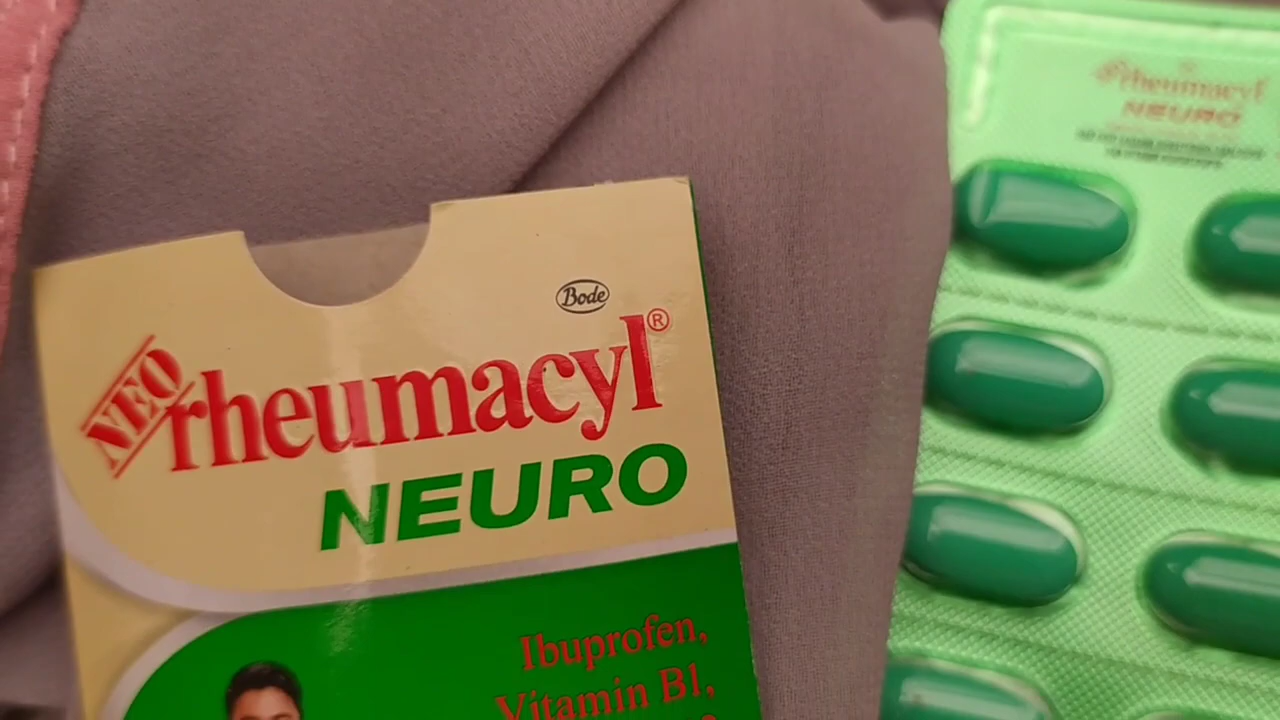 Bode
NEO rheumacyl®
NEURO
Ibuprofen,
Vitamin B1,
rheumacyl
NEURO